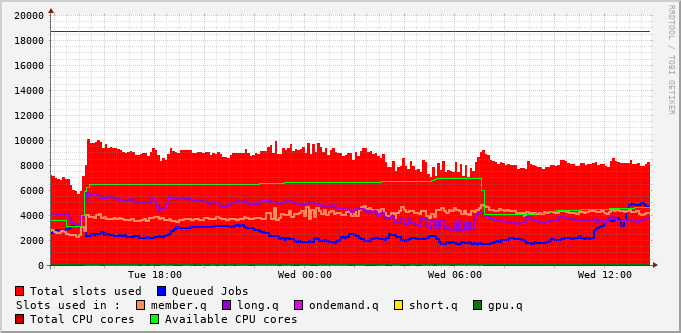 20000
18000
16000
14000
12000
10000
8000
6000
4000
2000
0
Tue 18:00 Wed 00:00 Wed 06:00 Wed 12:00
Total slots used Queued Jobs
Slots used in : member.q long.q ondemand.q short.q gpu.q
Total CPU cores Available CPU cores
RRDTOOL / TOBI OETIKER